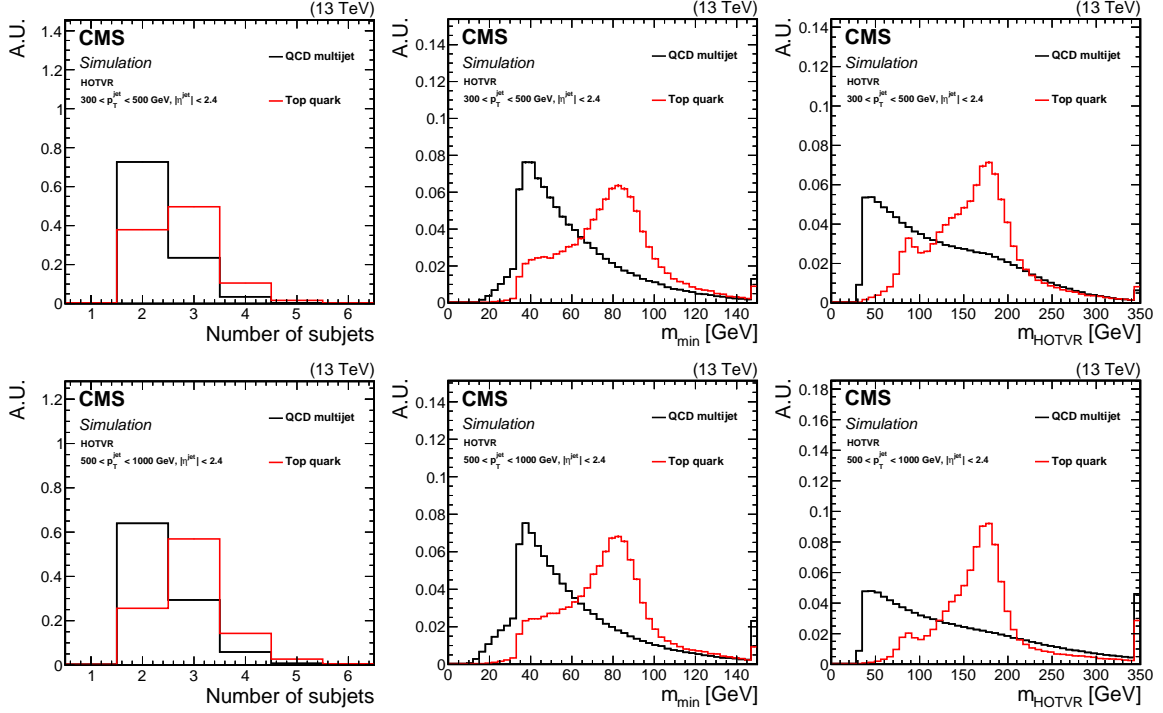 (13 TeV)
A.U.
CMS
Simulation
HOTVR
300 < p_T^jet < 500 GeV, |η^jet| < 2.4
QCD multijet
Top quark
1.4
1.2
1
0.8
0.6
0.4
0.2
0
1 2 3 4 5 6
Number of subjets
(13 TeV)
A.U.
CMS
Simulation
HOTVR
300 < p_T^jet < 500 GeV, |η^jet| < 2.4
QCD multijet
Top quark
0.14
0.12
0.1
0.08
0.06
0.04
0.02
0
0 20 40 60 80 100 120 140
m_min [GeV]
(13 TeV)
A.U.
CMS
Simulation
HOTVR
300 < p_T^jet < 500 GeV, |η^jet| < 2.4
QCD multijet
Top quark
0.14
0.12
0.1
0.08
0.06
0.04
0.02
0
0 50 100 150 200 250 300 350
m_HOTVR [GeV]
(13 TeV)
A.U.
CMS
Simulation
HOTVR
500 < p_T^jet < 1000 GeV, |η^jet| < 2.4
QCD multijet
Top quark
1.2
1
0.8
0.6
0.4
0.2
0
1 2 3 4 5 6
Number of subjets
(13 TeV)
A.U.
CMS
Simulation
HOTVR
500 < p_T^jet < 1000 GeV, |η^jet| < 2.4
QCD multijet
Top quark
0.14
0.12
0.1
0.08
0.06
0.04
0.02
0
0 20 40 60 80 100 120 140
m_min [GeV]
(13 TeV)
A.U.
CMS
Simulation
HOTVR
500 < p_T^jet < 1000 GeV, |η^jet| < 2.4
QCD multijet
Top quark
0.18
0.16
0.14
0.12
0.1
0.08
0.06
0.04
0.02
0
0 50 100 150 200 250 300 350
m_HOTVR [GeV]